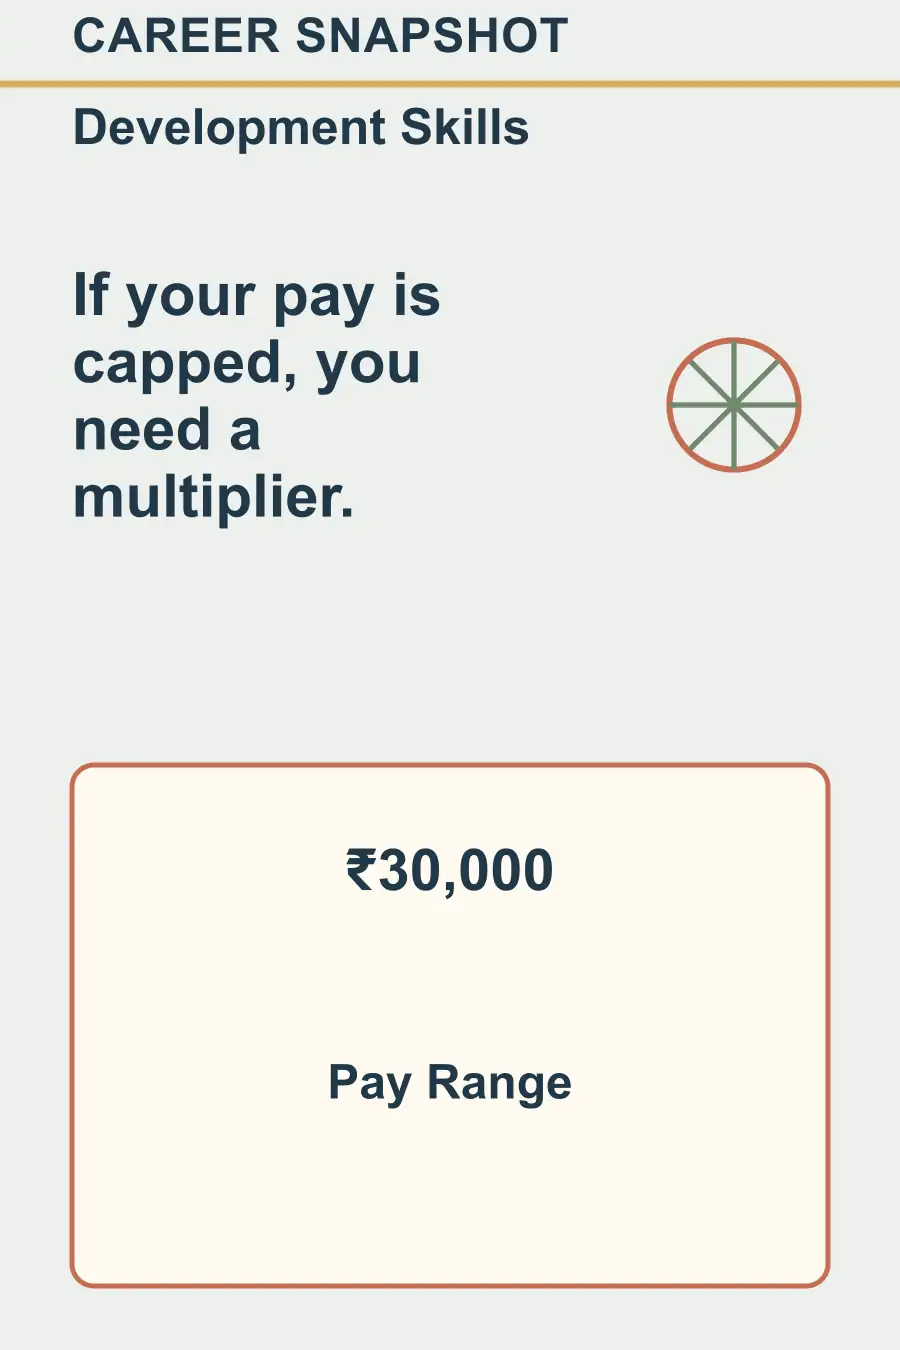 CAREER SNAPSHOT
Development Skills
If your pay is
capped, you
need a
multiplier.
₹30,000
Pay Range